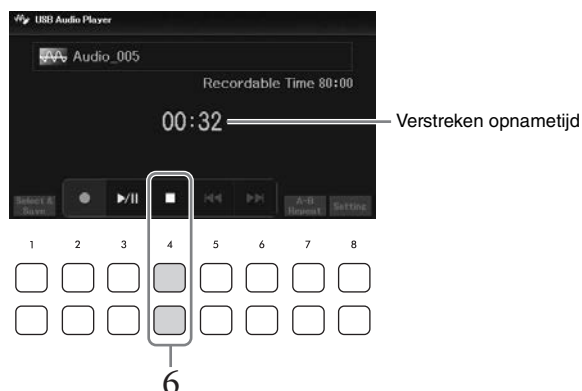 USB Audio Player
Audio_005
Recordable Time 80:00
00:32
Verstreken opnametijd
Select &
Save
A-B
Repeat
Setting
1 2 3 4 5 6 7 8
6